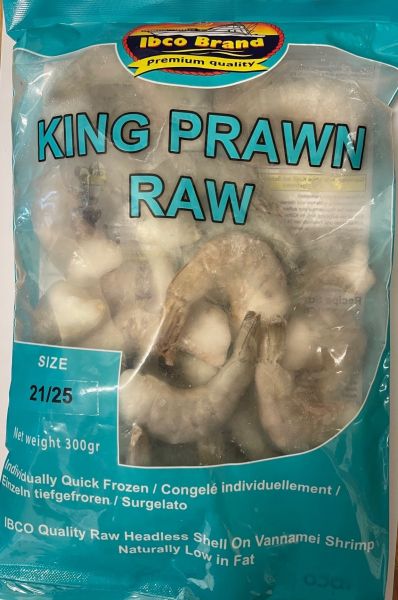 Ibco Brand
Premium quality
KING PRAWN
RAW
SIZE
21/25
Net weight 300gr
Individually Quick Frozen / Congelé individuellement /
Einzeln tiefgefroren / Surgelato
IBCO Quality Raw Headless Shell On Vannamei Shrimp
Naturally Low in Fat